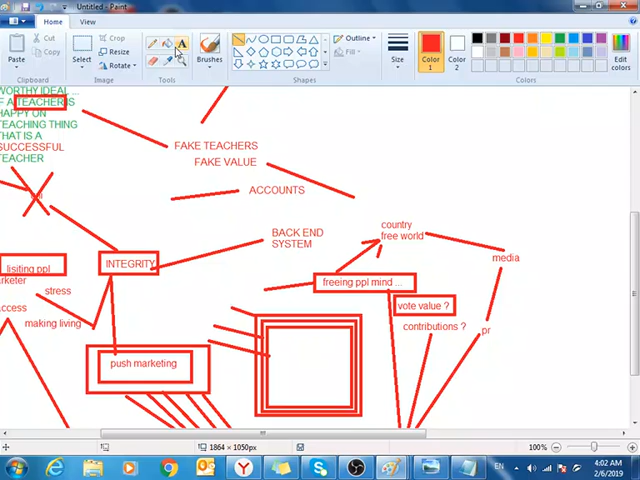 Untitled - Paint
Home
View
Paste
Cut
Copy
Clipboard
Select
Crop
Resize
Rotate
Image
A
Tools
Brushes
Outline
Fill
Shapes
Size
Color
1
Color
2
Edit
colors
Colors
WORTHY IDEAL ...
F A TEACHER IS
HAPPY ON
TEACHING THING
THAT IS A
SUCCESSFUL
TEACHER
FAKE TEACHERS
FAKE VALUE
ACCOUNTS
BACK END
SYSTEM
country
free world
media
INTEGRITY
lisiting ppl
arketer
stress
ccess
making living
freeing ppl mind ...
vote value ?
contributions ?
pr
push marketing
1864 × 1050px
100%
EN
4:02 AM
2/6/2019